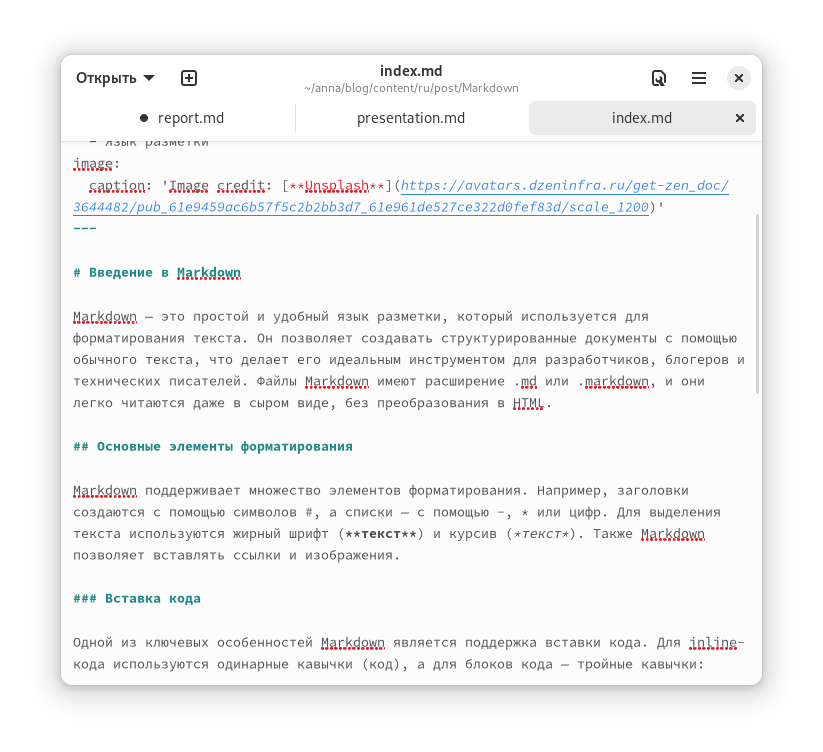 Открыть
index.md
~/anna/blog/content/ru/post/Markdown
report.md
presentation.md
index.md
- Язык разметки
image:
caption: 'Image credit: [**Unsplash**](https://avatars.dzeninfra.ru/get-zen_doc/
3644482/pub_61e9459ac6b57f5c2b2bb3d7_61e961de527ce322d0fef83d/scale_1200)'
---
# Введение в Markdown
Markdown — это простой и удобный язык разметки, который используется для
форматирования текста. Он позволяет создавать структурированные документы с помощью
обычного текста, что делает его идеальным инструментом для разработчиков, блогеров и
технических писателей. Файлы Markdown имеют расширение .md или .markdown, и они
легко читаются даже в сыром виде, без преобразования в HTML.
## Основные элементы форматирования
Markdown поддерживает множество элементов форматирования. Например, заголовки
создаются с помощью символов #, а списки — с помощью -, * или цифр. Для выделения
текста используются жирный шрифт (**текст**) и курсив (*текст*). Также Markdown
позволяет вставлять ссылки и изображения.
### Вставка кода
Одной из ключевых особенностей Markdown является поддержка вставки кода. Для inline-
кода используются одинарные кавычки (код), а для блоков кода — тройные кавычки: